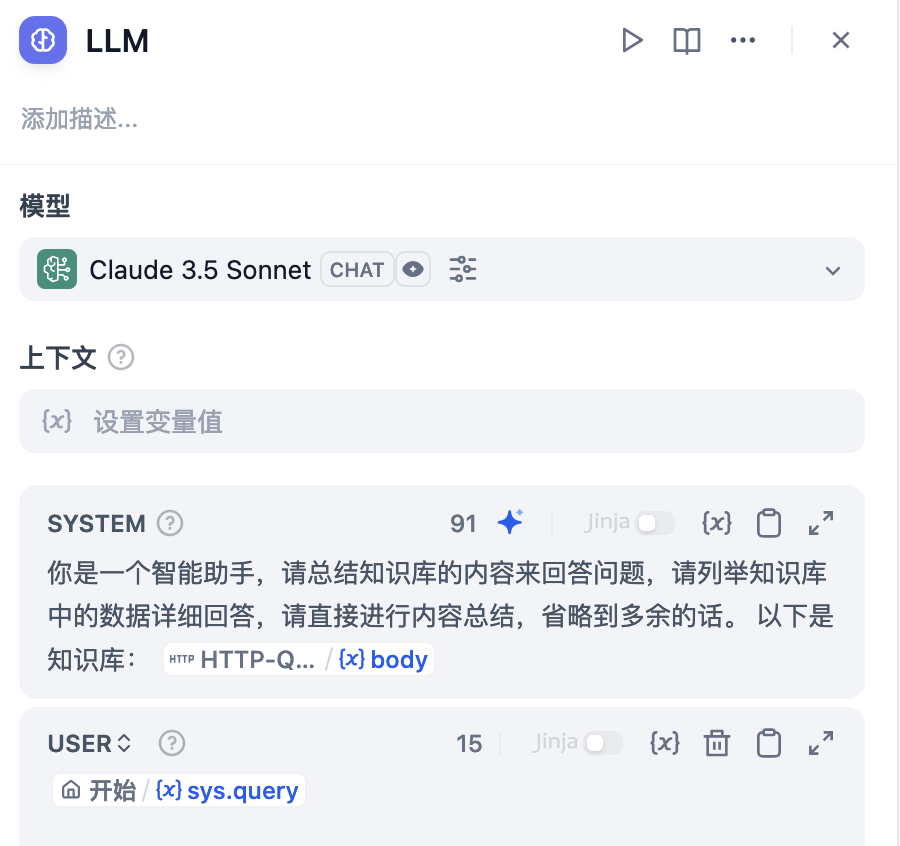 LLM
添加描述...
模型
Claude 3.5 Sonnet CHAT
上下文 ?
{x} 设置变量值
SYSTEM ? 91 Jinja {x}
你是一个智能助手，请总结知识库的内容来回答问题，请列举知识库
中的数据详细回答，请直接进行内容总结，省略到多余的话。 以下是
知识库： HTTP HTTP-Q... / {x} body
USER ? 15 Jinja {x}
开始 / {x} sys.query